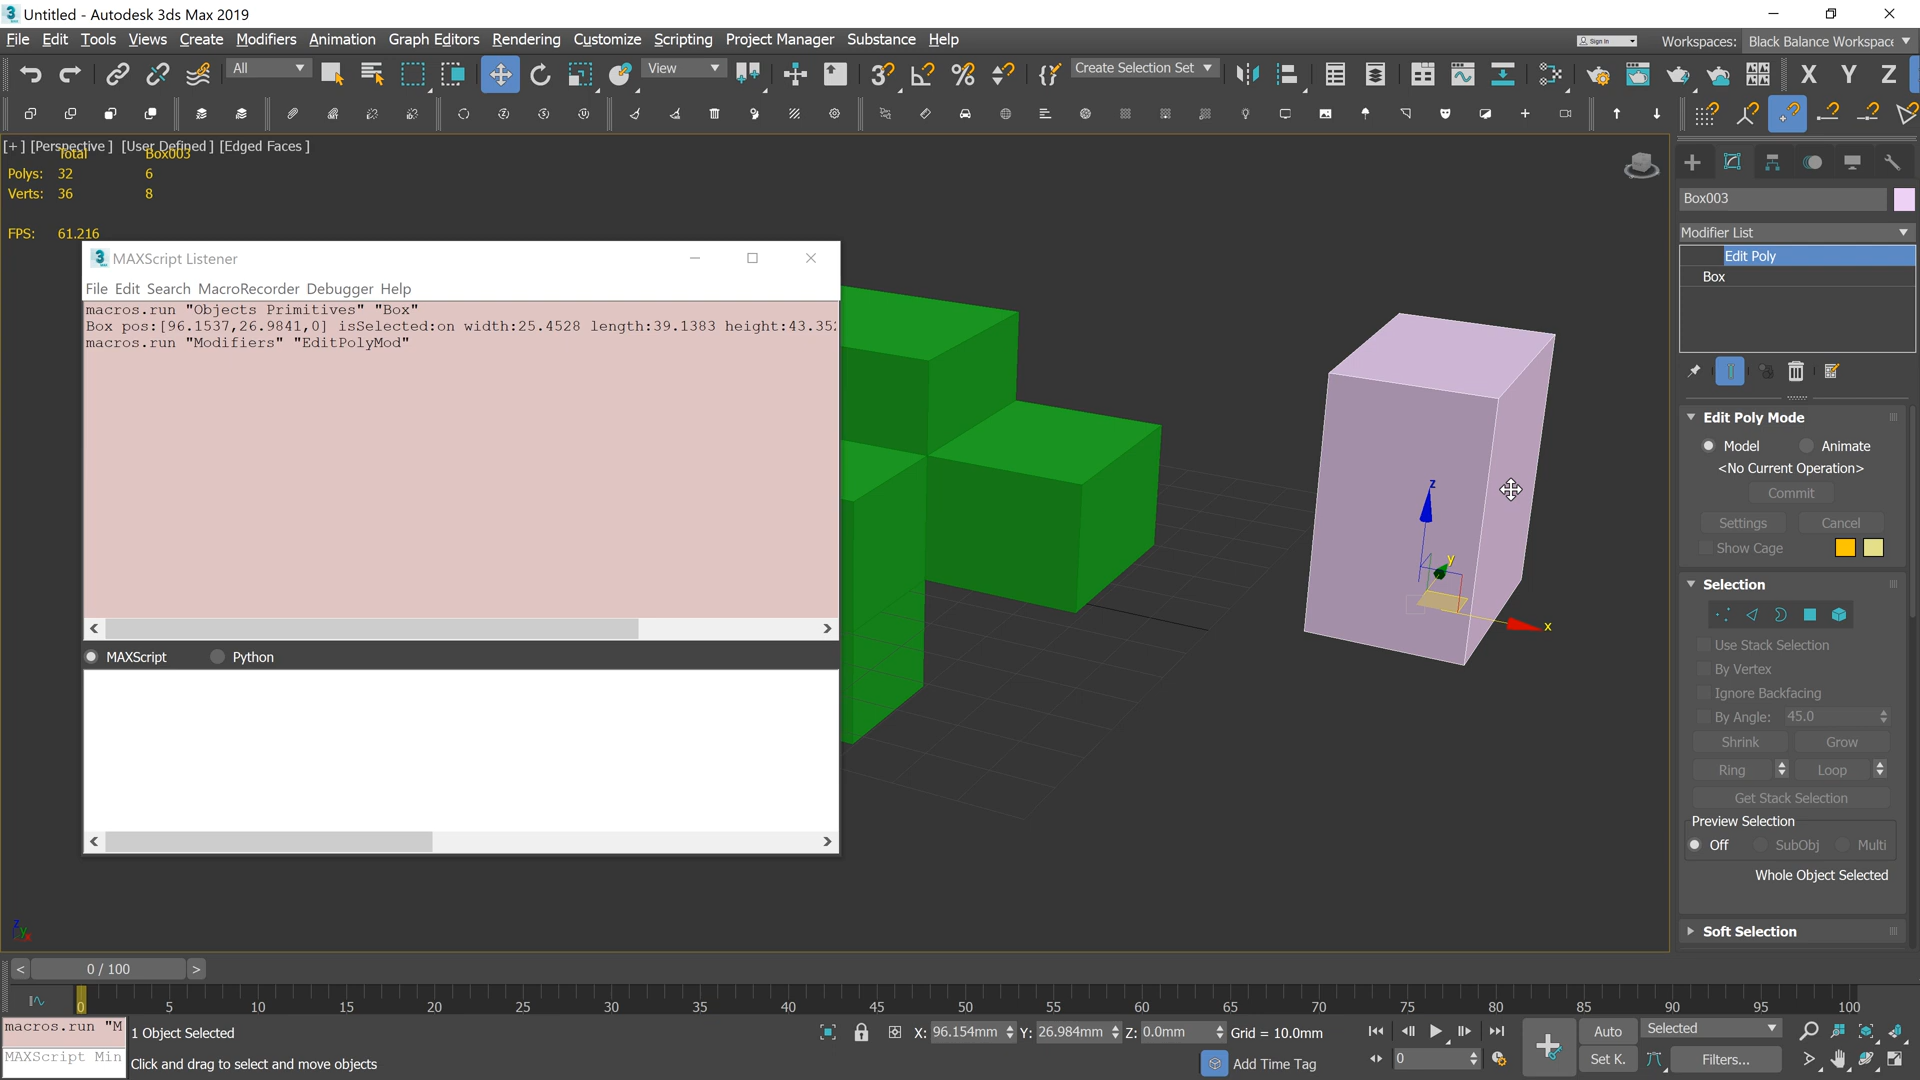 Untitled - Autodesk 3ds Max 2019
File Edit Tools Views Create Modifiers Animation Graph Editors Rendering Customize Scripting Project Manager Substance Help
Sign In
Workspaces: Black Balance Workspace
All
View
Create Selection Set
X Y Z
[+] [Perspective] [User Defined] [Edged Faces]
Total Box003
Polys: 32 6
Verts: 36 8
FPS: 61.216
MAXScript Listener
File Edit Search MacroRecorder Debugger Help
macros.run "Objects Primitives" "Box"
Box pos:[96.1537,26.9841,0] isSelected:on width:25.4528 length:39.1383 height:43.35
macros.run "Modifiers" "EditPolyMod"
MAXScript Python
z
y
x
Box003
Modifier List
Edit Poly
Box
Edit Poly Mode
Model Animate
<No Current Operation>
Commit
Settings Cancel
Show Cage
Selection
Use Stack Selection
By Vertex
Ignore Backfacing
By Angle: 45.0
Shrink Grow
Ring Loop
Get Stack Selection
Preview Selection
Off SubObj Multi
Whole Object Selected
Soft Selection
z
y
x
< 0 / 100 >
0 5 10 15 20 25 30 35 40 45 50 55 60 65 70 75 80 85 90 95 100
macros.run "M
1 Object Selected
X: 96.154mm Y: 26.984mm Z: 0.0mm Grid = 10.0mm
Auto Selected
MAXScript Min
Click and drag to select and move objects
Add Time Tag
0
Set K. Filters...